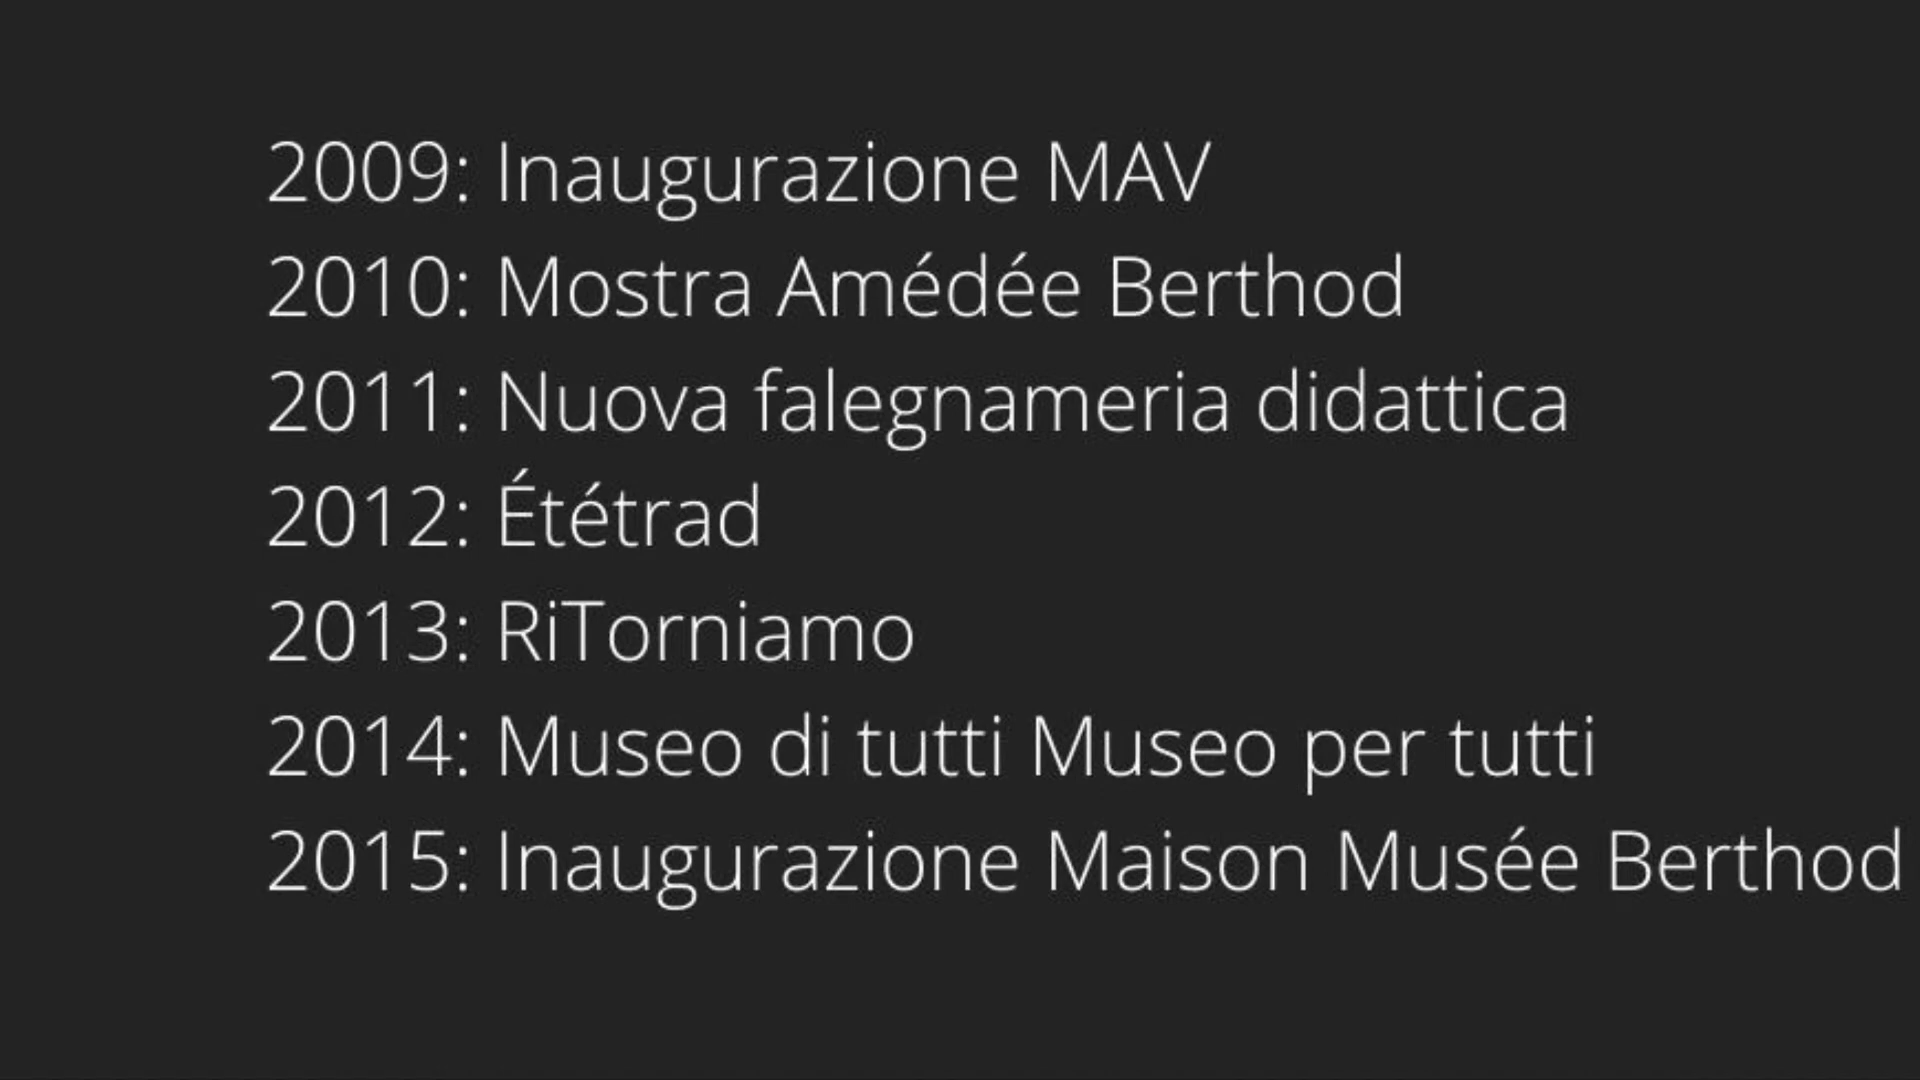 2009: Inaugurazione MAV
2010: Mostra Amédée Berthod
2011: Nuova falegnameria didattica
2012: Ététrad
2013: RiTorniamo
2014: Museo di tutti Museo per tutti
2015: Inaugurazione Maison Musée Berthod